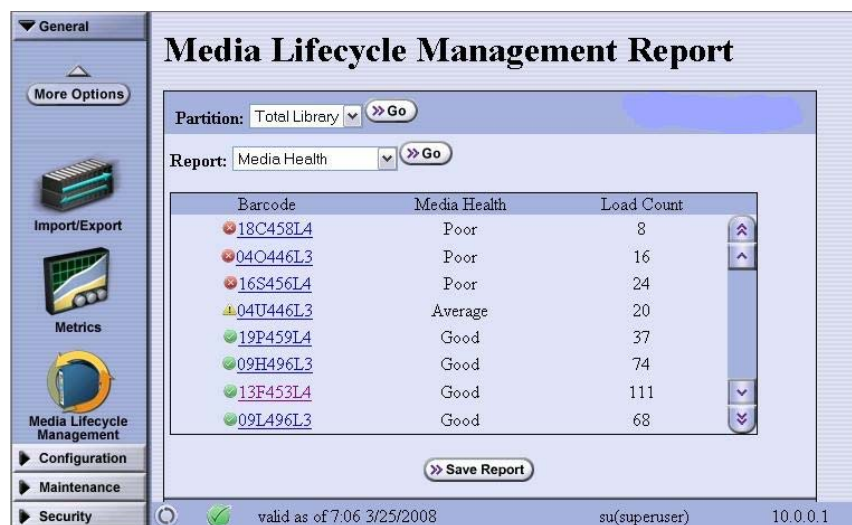 General
More Options
Import/Export
Metrics
Media Lifecycle
Management
Configuration
Maintenance
Security
Media Lifecycle Management Report
Partition: Total Library >> Go
Report: Media Health >> Go
Barcode Media Health Load Count
18C458L4 Poor 8
04O446L3 Poor 16
16S456L4 Poor 24
04U446L3 Average 20
19P459L4 Good 37
09H496L3 Good 74
13F453L4 Good 111
09L496L3 Good 68
>> Save Report
valid as of 7:06 3/25/2008 su(superuser) 10.0.0.1